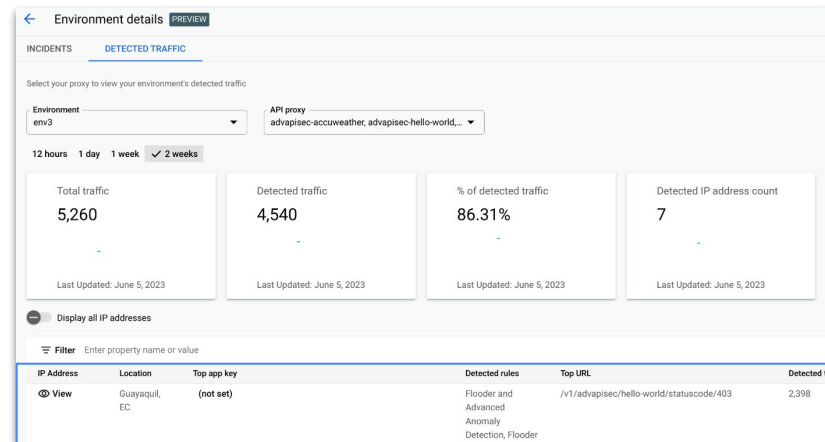 Environment details PREVIEW
INCIDENTS DETECTED TRAFFIC
Select your proxy to view your environment's detected traffic
Environment
env3
API proxy
advapisec-accuweather, advapisec-hello-world,...
12 hours 1 day 1 week 2 weeks
Total traffic
5,260
-
Last Updated: June 5, 2023
Detected traffic
4,540
-
Last Updated: June 5, 2023
% of detected traffic
86.31%
-
Last Updated: June 5, 2023
Detected IP address count
7
-
Last Updated: June 5, 2023
Display all IP addresses
Filter Enter property name or value
IP Address Location Top app key Detected rules Top URL Detected t
View Guayaquil, (not set) Flooder and /v1/advapisec/hello-world/statuscode/403 2,398
EC Advanced
Anomaly
Detection, Flooder